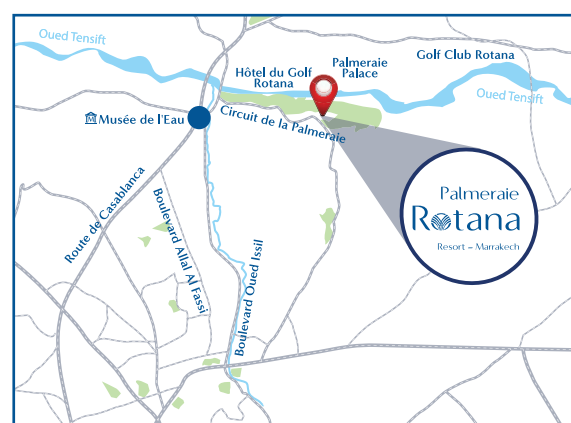 Oued Tensift
Hôtel du Golf
Rotana
Palmeraie
Palace
Golf Club Rotana
Oued Tensift
Musée de l'Eau
Circuit de la Palmeraie
Palmeraie
Rotana
Resort – Marrakech
Route de Casablanca
Boulevard Allal Al Fassi
Boulevard Oued Issil